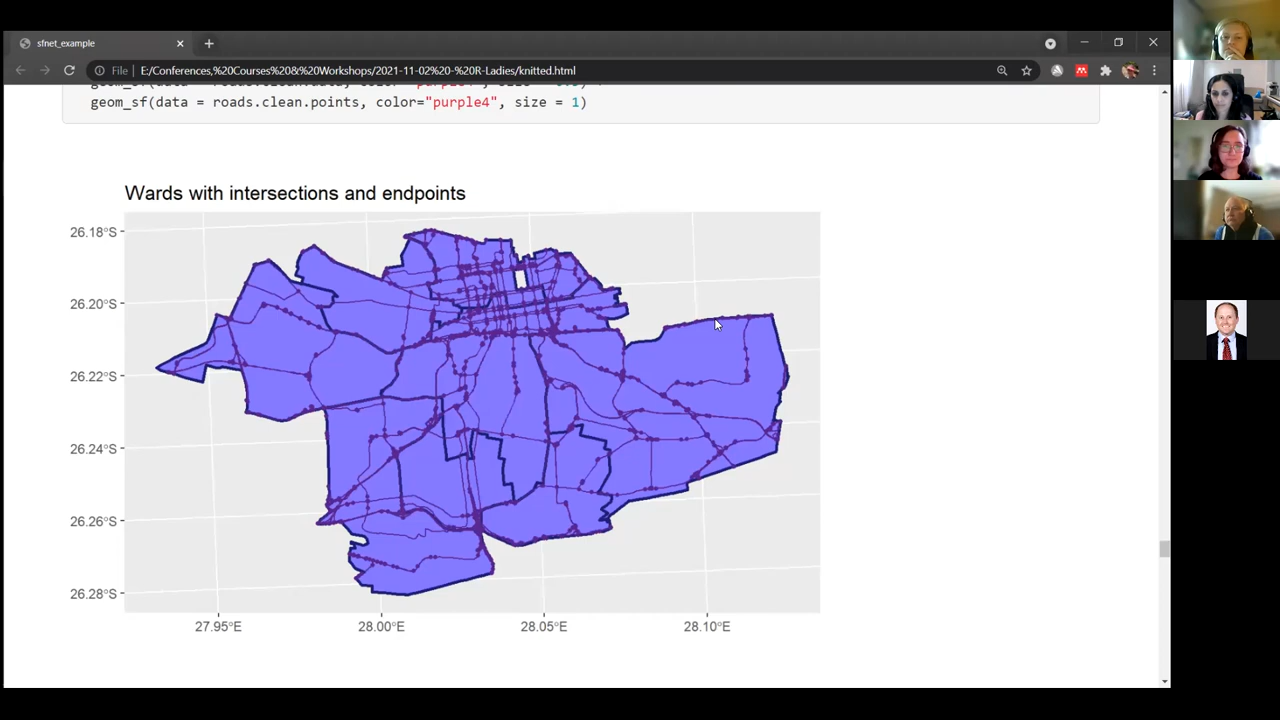 sfnet_example
File E:/Conferences,%20Courses%20&%20Workshops/2021-11-02%20-%20R-Ladies/knitted.html
geom_sf(data = roads.clean.points, color="purple4", size = 1)
Wards with intersections and endpoints
26.18°S
26.20°S
26.22°S
26.24°S
26.26°S
26.28°S
27.95°E
28.00°E
28.05°E
28.10°E